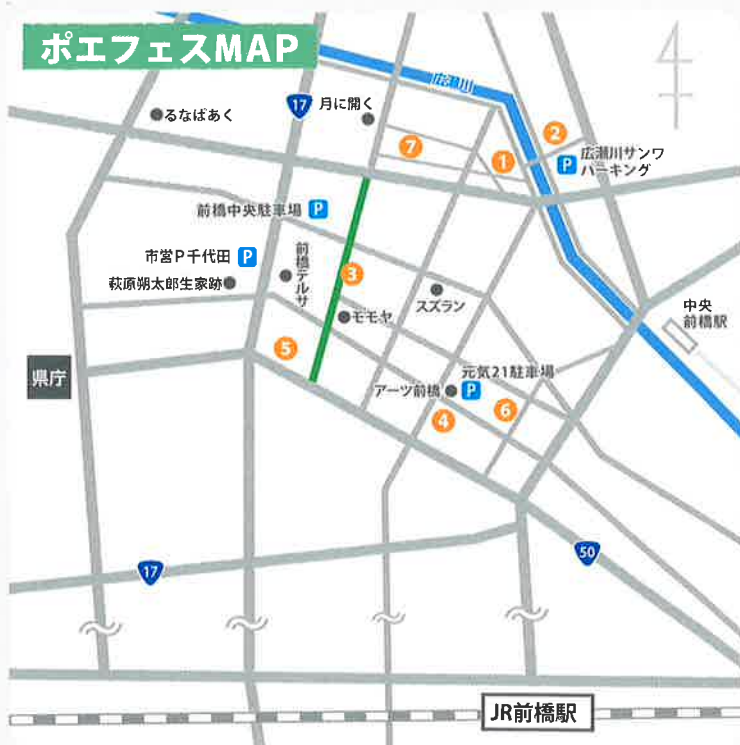 ポエフェスMAP
広瀬川
るなぱあく
17
月に開く
7
1
2
P
広瀬川サンワ
パーキング
前橋中央駐車場 P
市営P千代田 P
萩原朔太郎生家跡
前橋テルサ
3
スズラン
モモヤ
中央
前橋駅
5
県庁
元気21駐車場
アーツ前橋
P
4
6
17
50
JR前橋駅